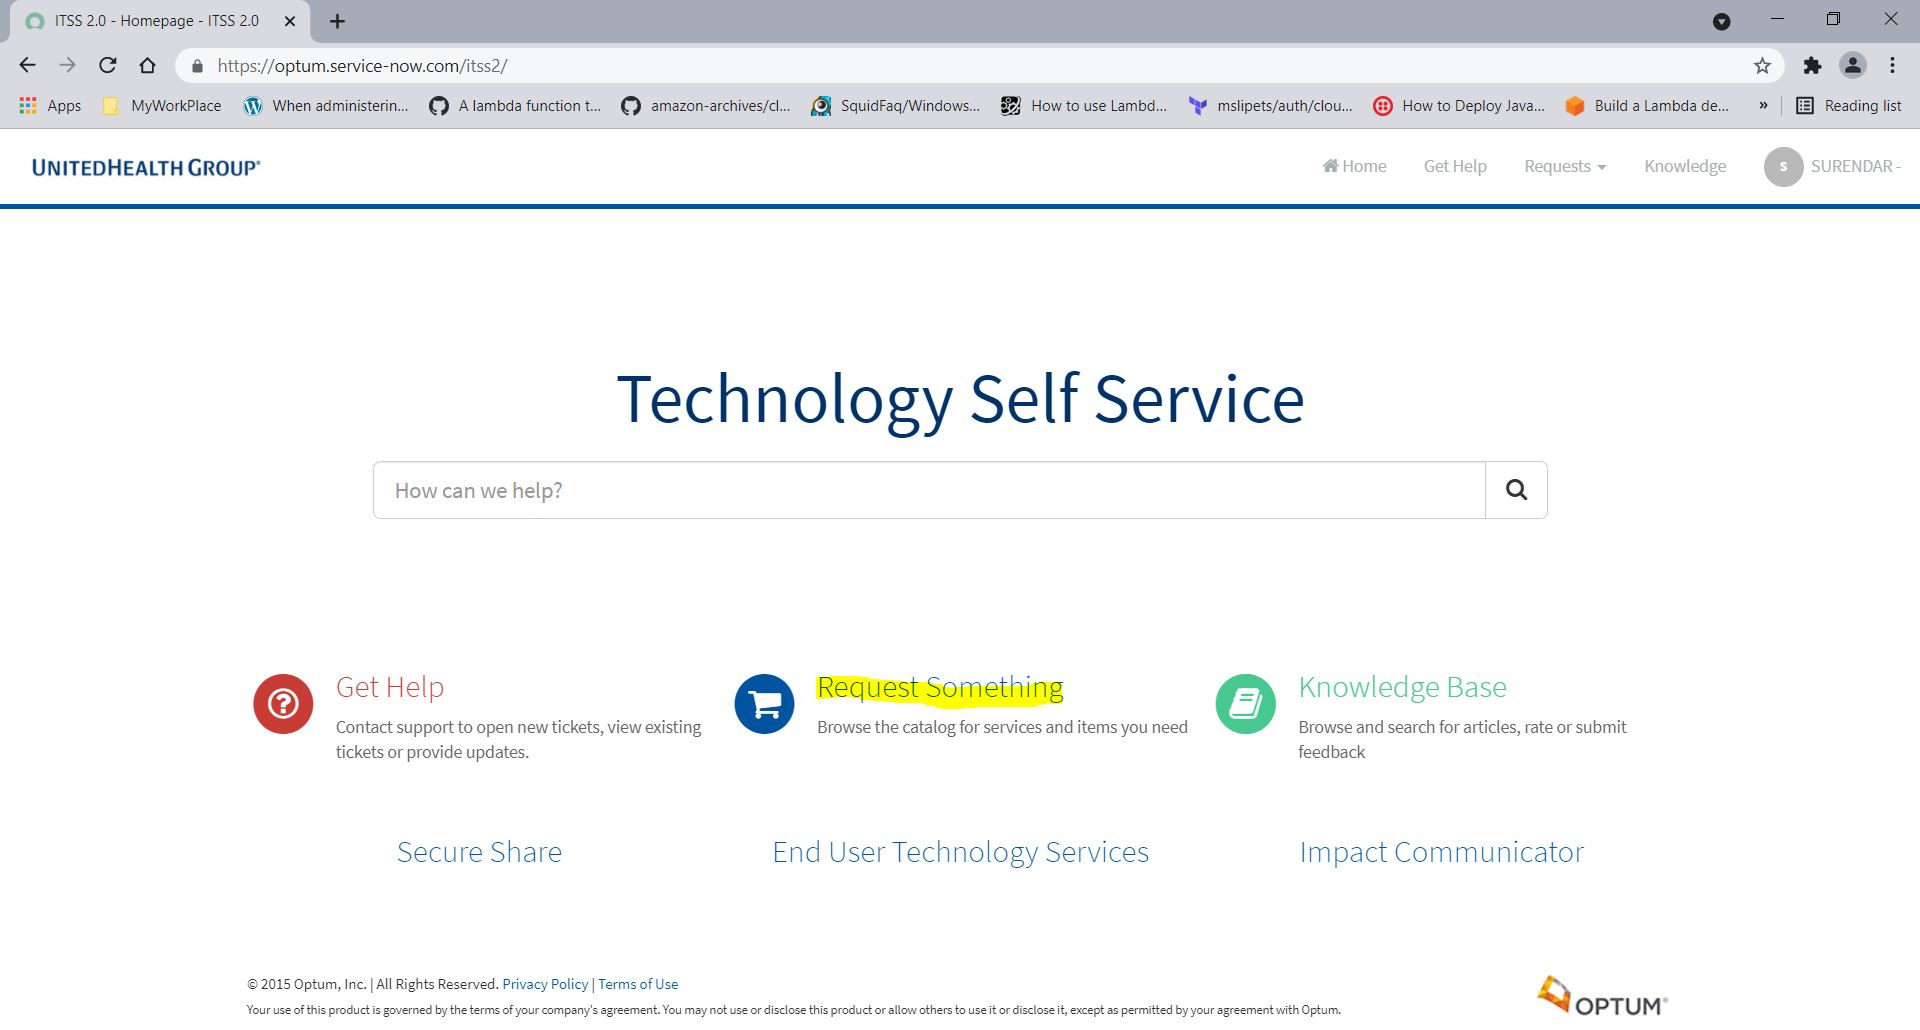 ITSS 2.0 - Homepage - ITSS 2.0
https://optum.service-now.com/itss2/
Apps MyWorkPlace When administerin... A lambda function t... amazon-archives/cl... SquidFaq/Windows... How to use Lambd... mslipets/auth/clou... How to Deploy Java... Build a Lambda de... » Reading list
UNITEDHEALTH GROUP® Home Get Help Requests Knowledge S SURENDAR -
Technology Self Service
How can we help?
Get Help
Contact support to open new tickets, view existing
tickets or provide updates.
Request Something
Browse the catalog for services and items you need
Knowledge Base
Browse and search for articles, rate or submit
feedback
Secure Share End User Technology Services Impact Communicator
© 2015 Optum, Inc. | All Rights Reserved. Privacy Policy | Terms of Use
Your use of this product is governed by the terms of your company's agreement. You may not use or disclose this product or allow others to use it or disclose it, except as permitted by your agreement with Optum.
OPTUM®